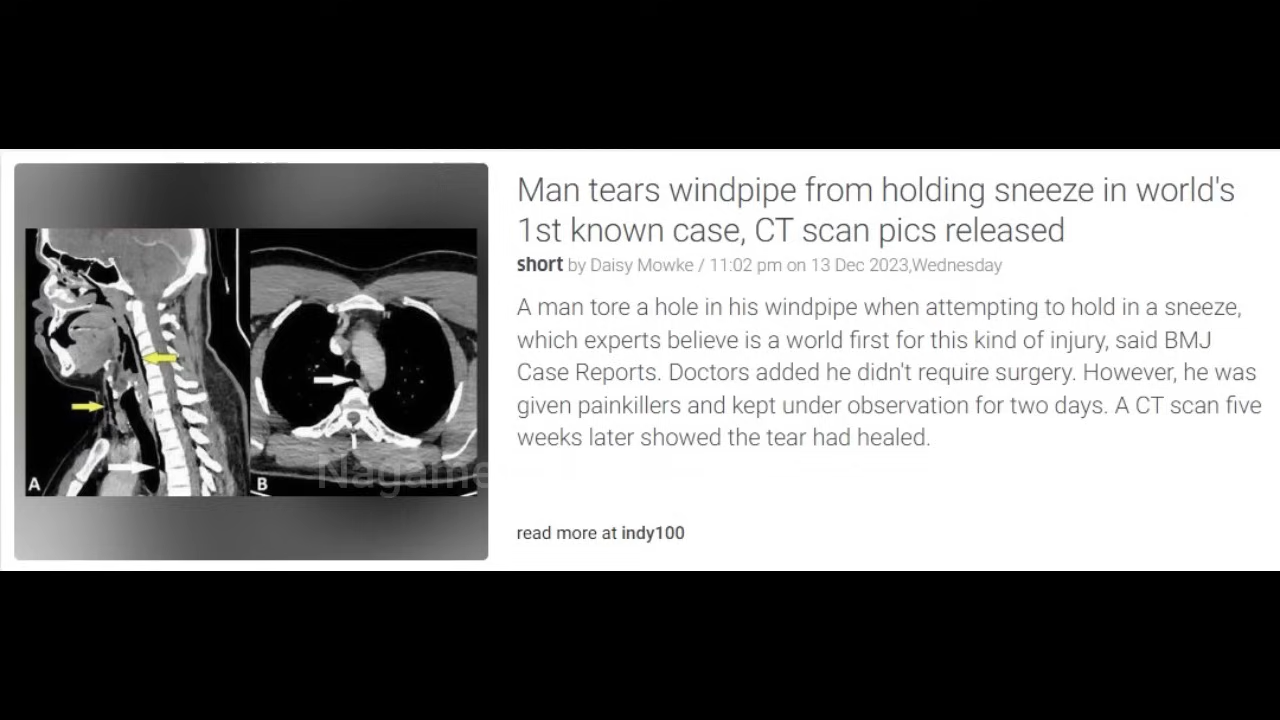 Man tears windpipe from holding sneeze in world's
1st known case, CT scan pics released
short by Daisy Mowke / 11:02 pm on 13 Dec 2023,Wednesday
A man tore a hole in his windpipe when attempting to hold in a sneeze,
which experts believe is a world first for this kind of injury, said BMJ
Case Reports. Doctors added he didn't require surgery. However, he was
given painkillers and kept under observation for two days. A CT scan five
weeks later showed the tear had healed.
read more at indy100
A
B